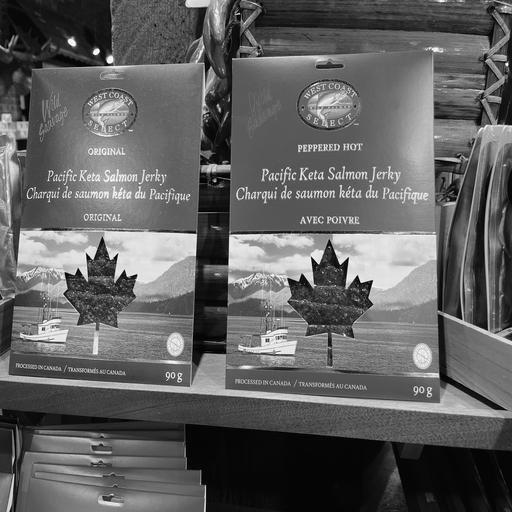 Wild
WEST COAST
SELECT
ORIGINAL
Pacific Keta Salmon Jerky
Charqui de saumon kéta du Pacifique
ORIGINAL
PROCESSED IN CANADA / TRANSFORMÉS AU CANADA
90 g
Wild
WEST COAST
SELECT
PEPPERED HOT
Pacific Keta Salmon Jerky
Charqui de saumon kéta du Pacifique
AVEC POIVRE
PROCESSED IN CANADA / TRANSFORMÉS AU CANADA
90 g